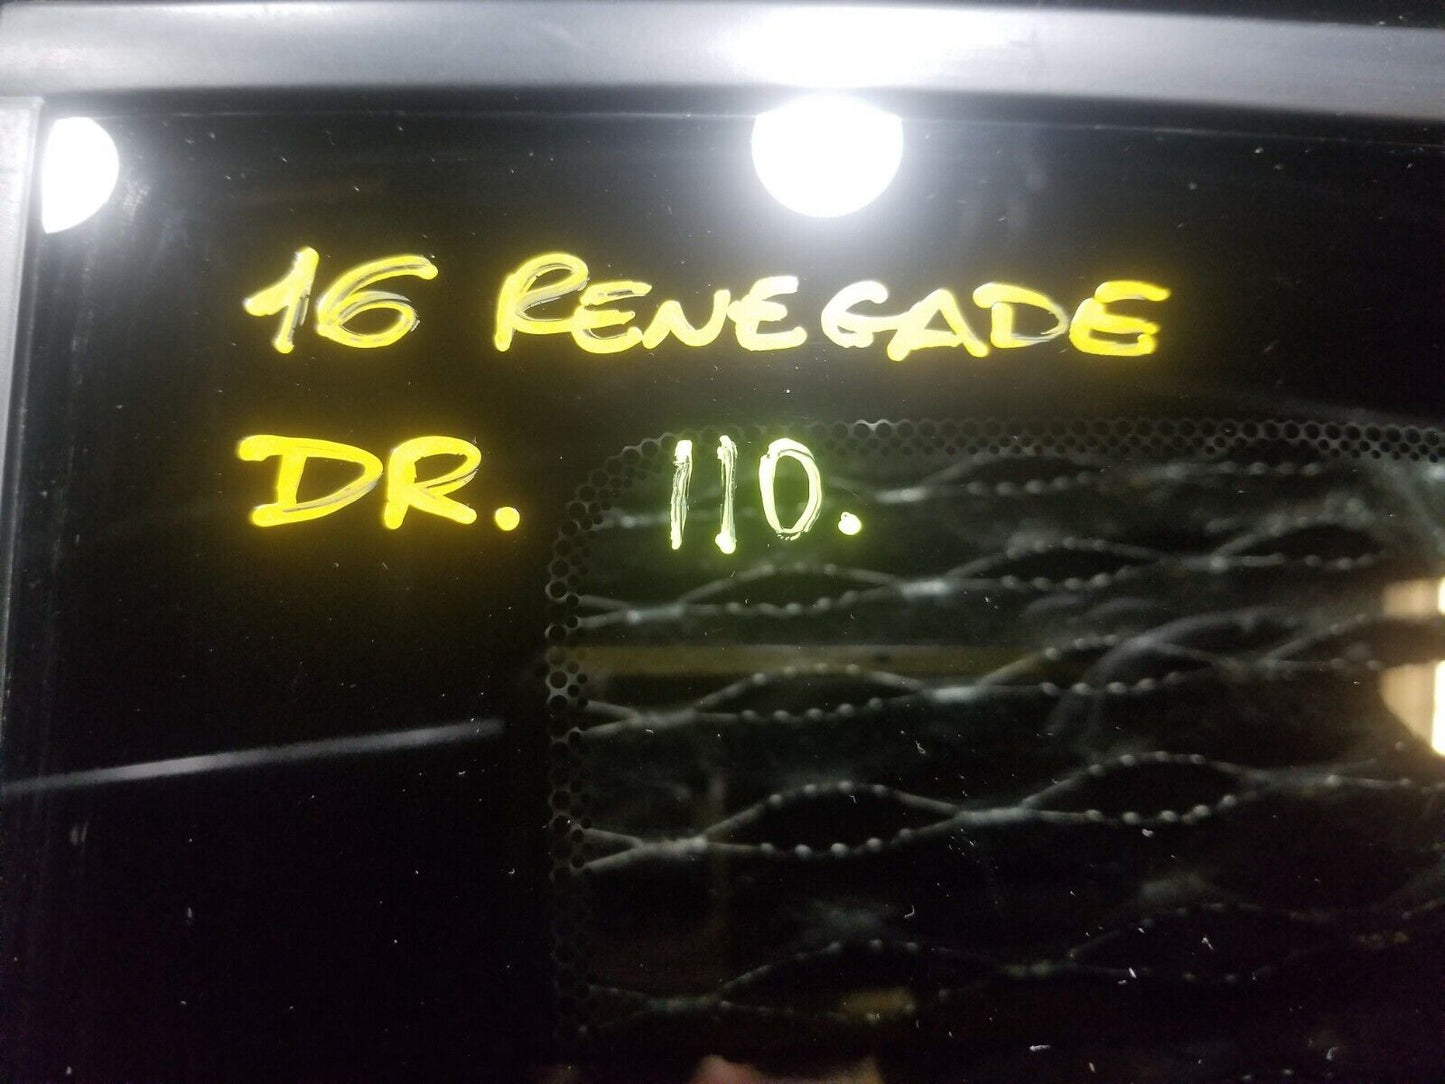 16 RENEGADE
DR. 110.